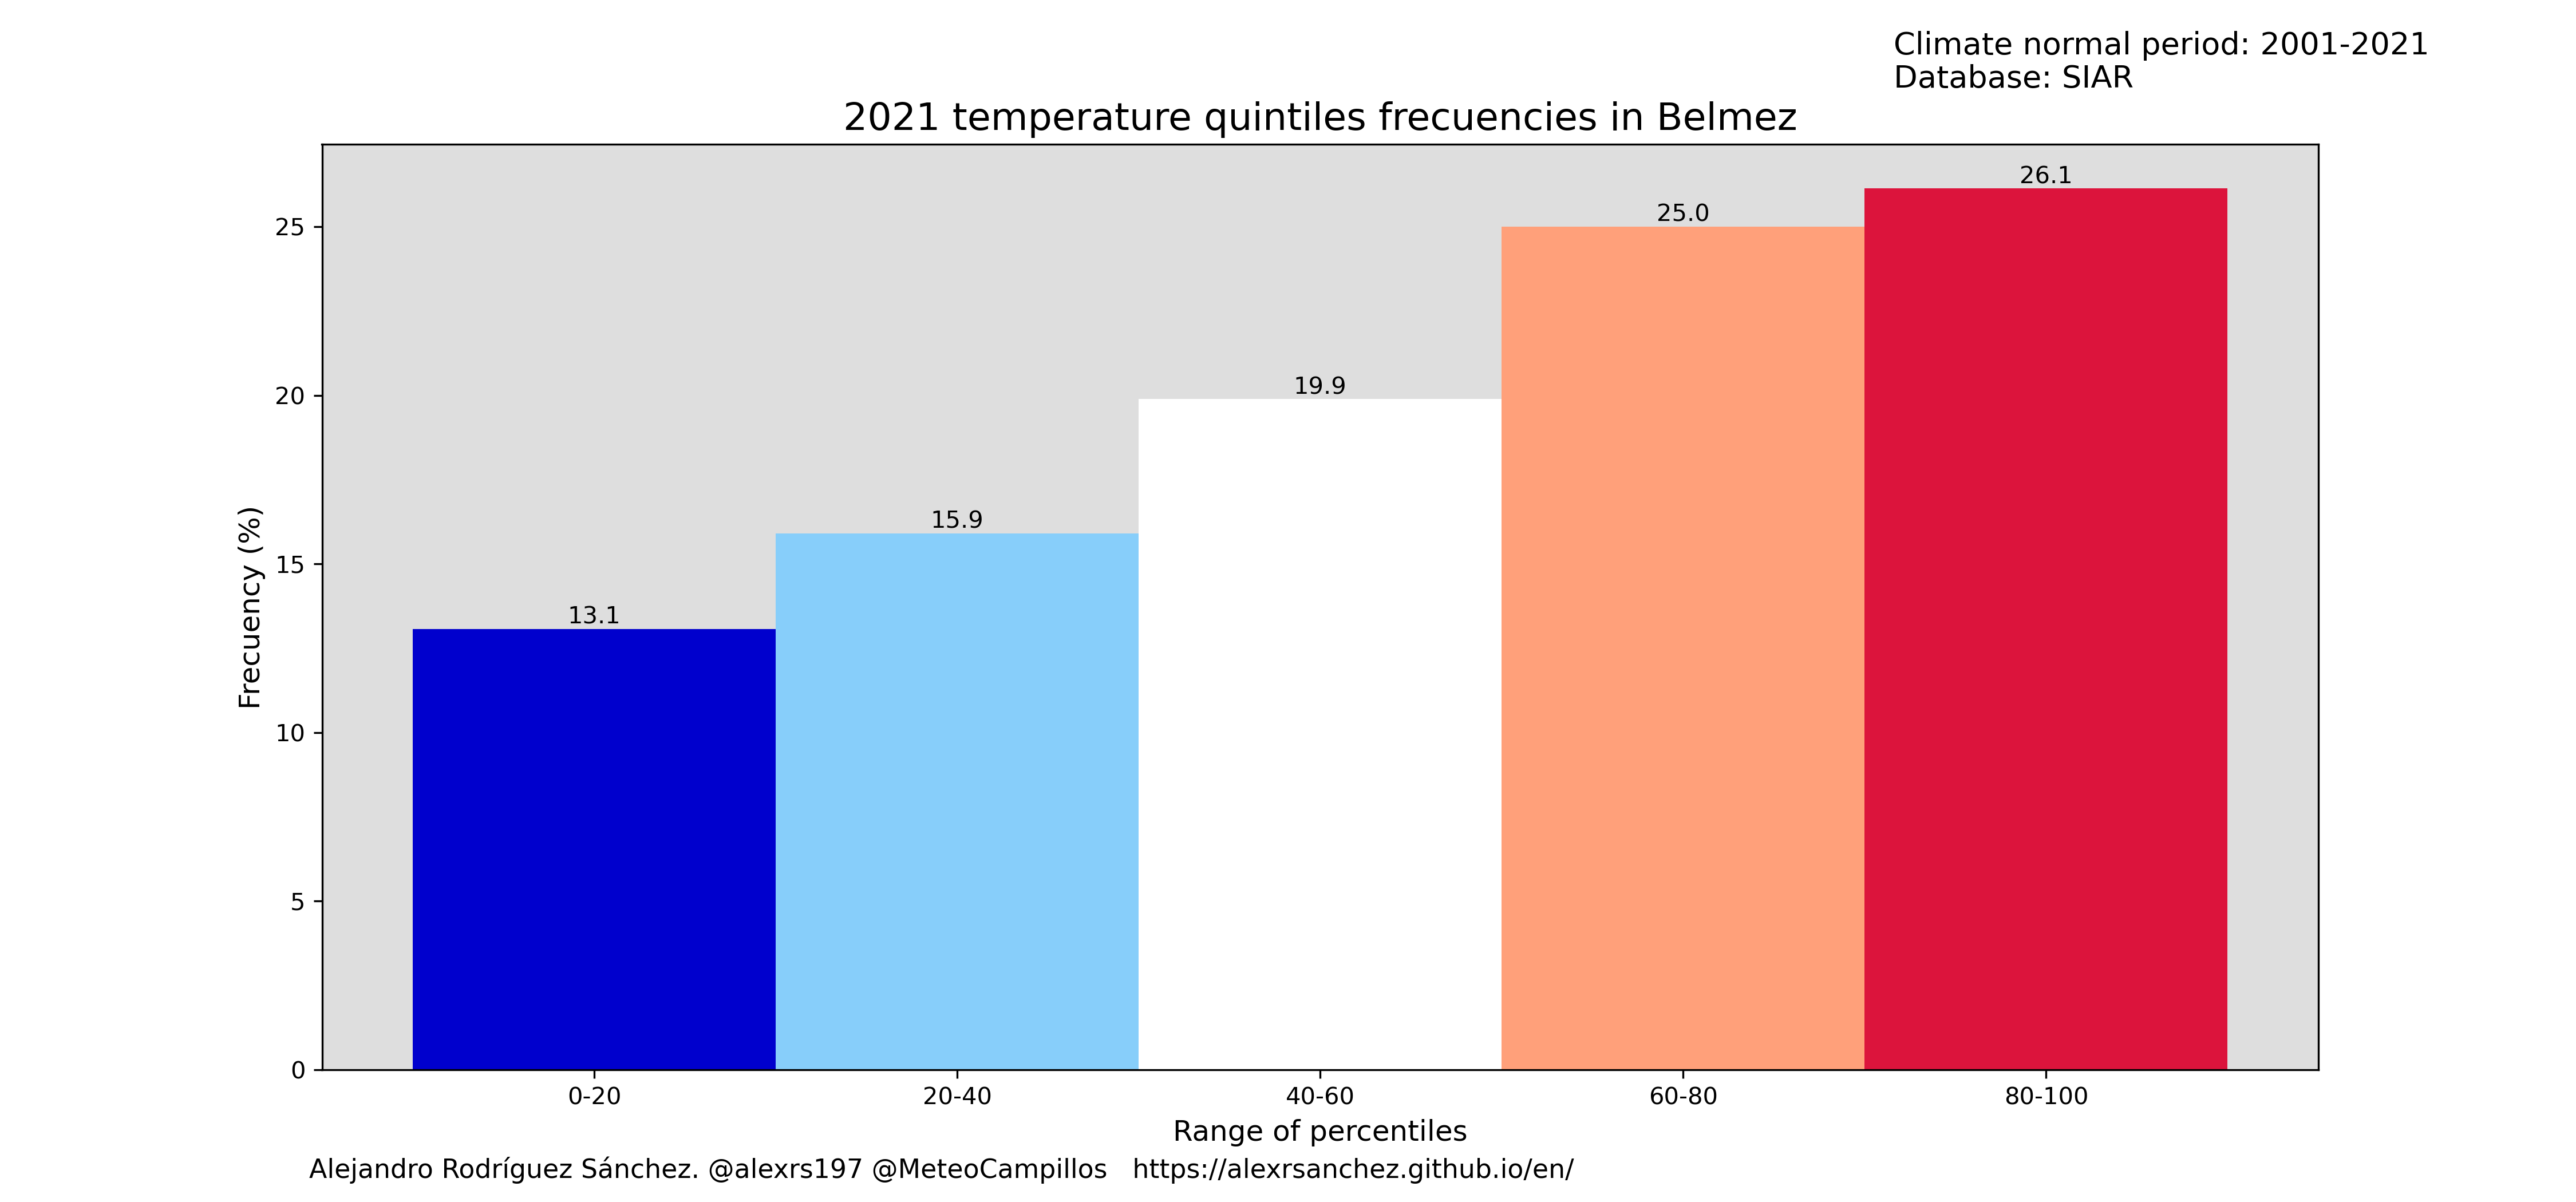 Climate normal period: 2001-2021
Database: SIAR
2021 temperature quintiles frecuencies in Belmez
26.1
25.0
19.9
15.9
13.1
25
20
15
10
5
0
Frecuency (%)
0-20 20-40 40-60 60-80 80-100
Range of percentiles
Alejandro Rodríguez Sánchez. @alexrs197 @MeteoCampillos https://alexrsanchez.github.io/en/